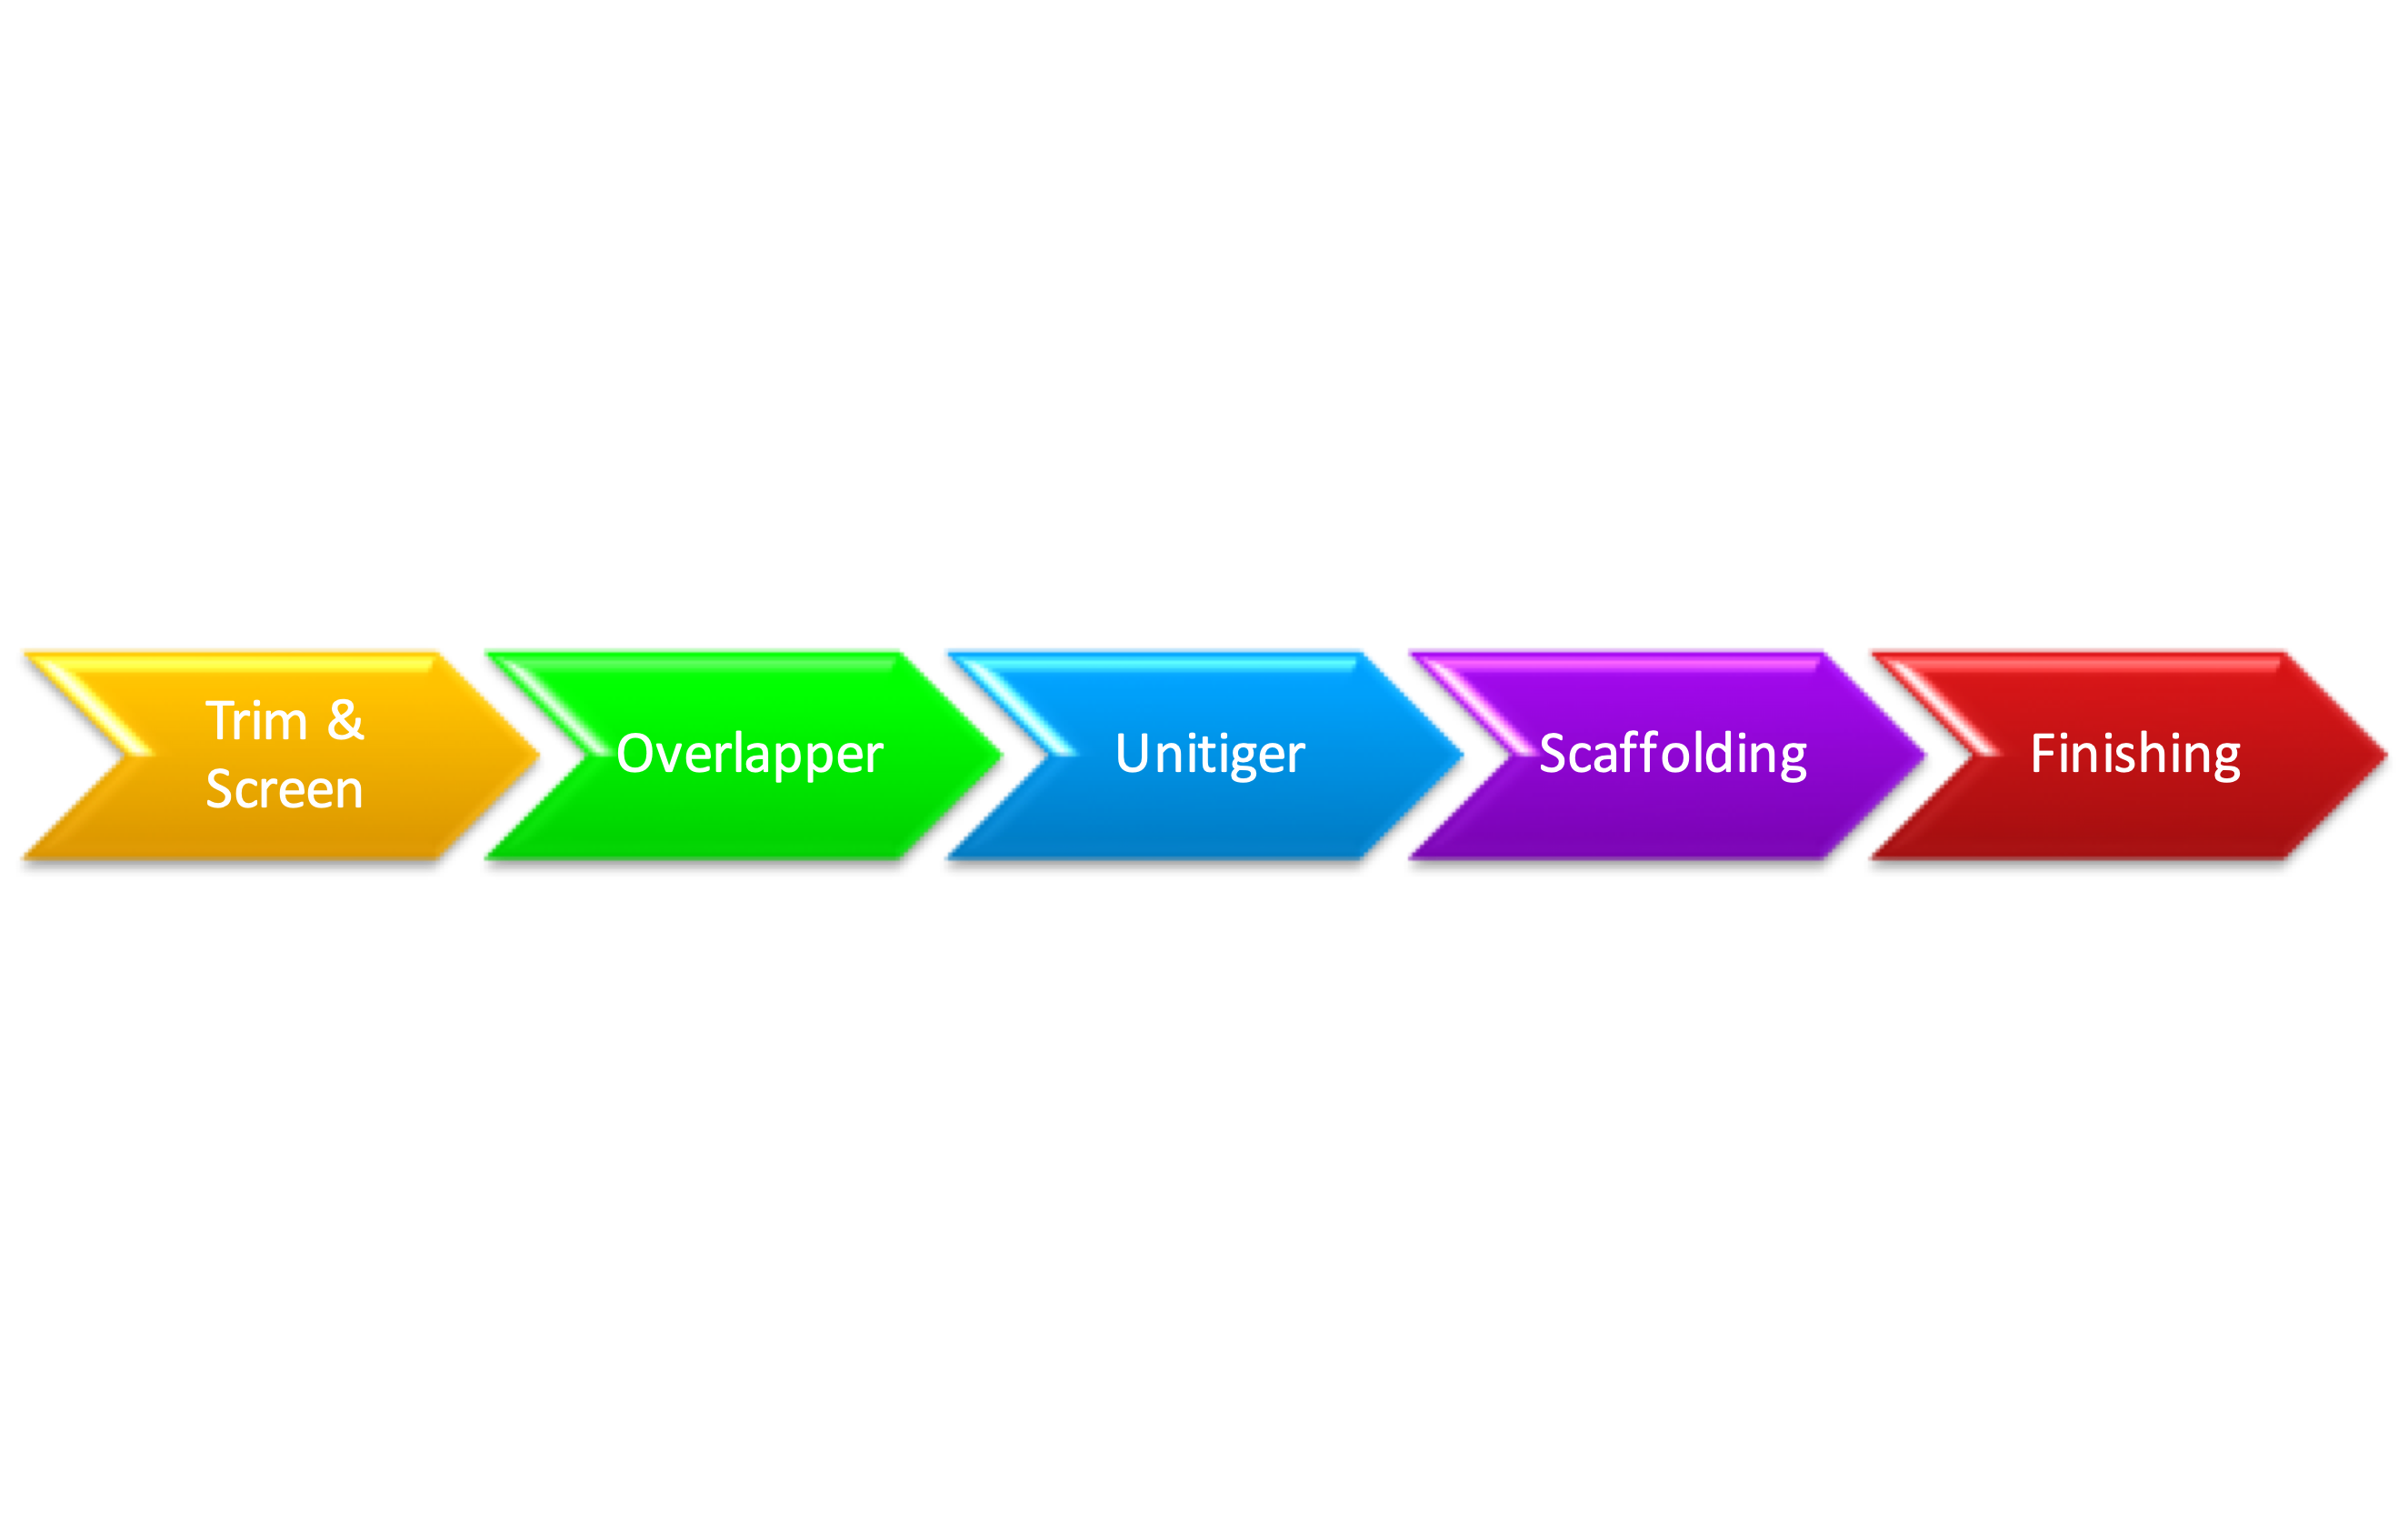 Trim &
Screen
Overlapper
Unitiger
Scaffolding
Finishing